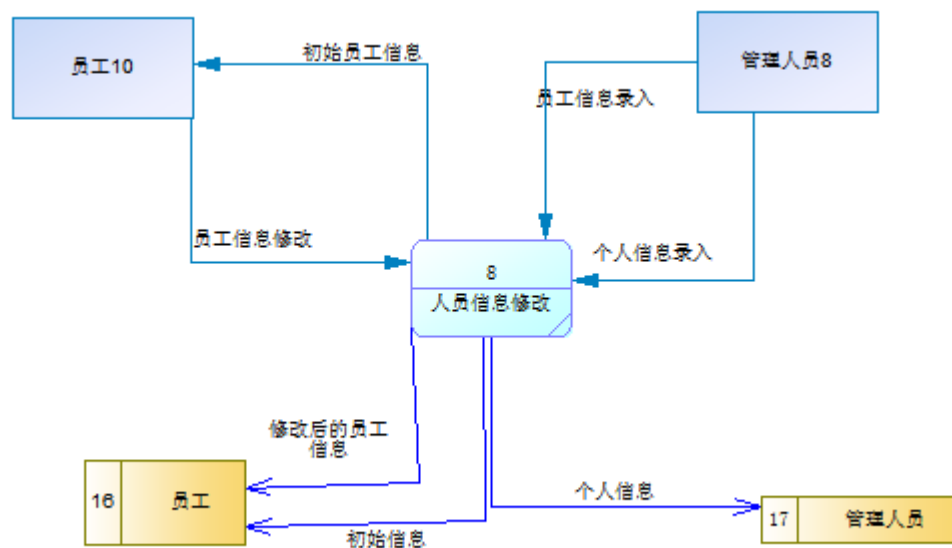 初始员工信息
员工10
管理人员8
员工信息录入
员工信息修改
个人信息录入
8
人员信息修改
修改后的员工
信息
16
员工
个人信息
17
管理人员
初始信息